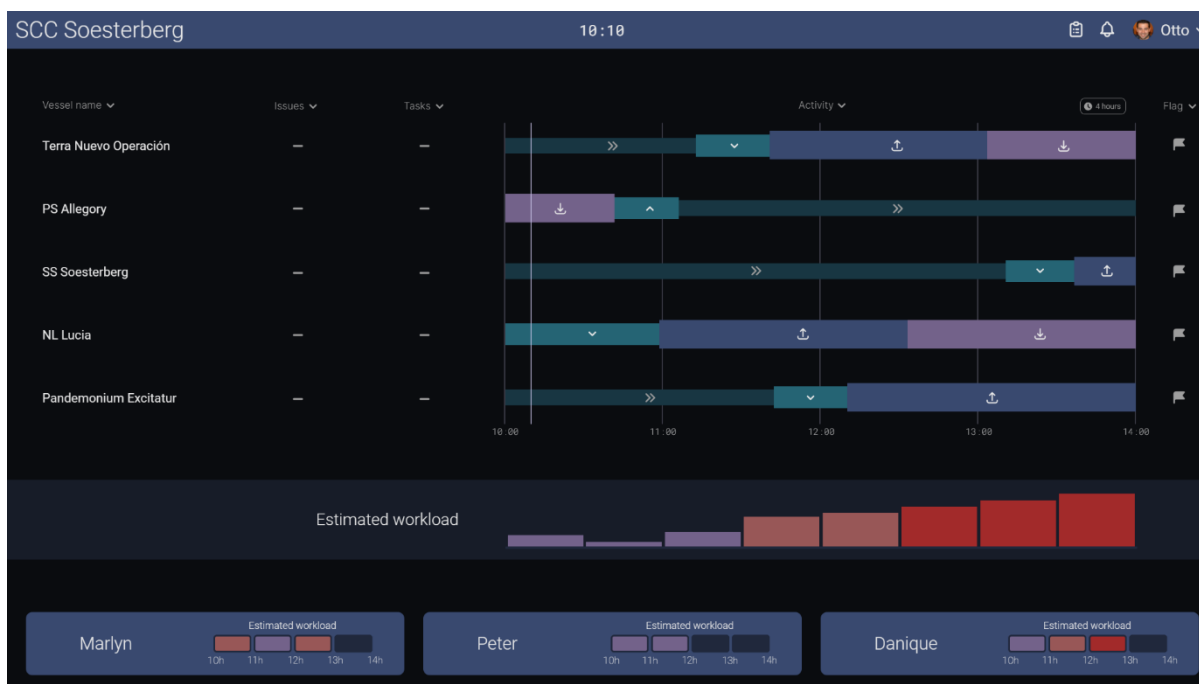 SCC Soesterberg 10:10 Otto
Vessel name Issues Tasks Activity 4 hours Flag
Terra Nuevo Operación – –
PS Allegory – –
SS Soesterberg – –
NL Lucia – –
Pandemonium Excitatur – –
10:00 11:00 12:00 13:00 14:00
Estimated workload
Marlyn
Estimated workload
10h 11h 12h 13h 14h
Peter
Estimated workload
10h 11h 12h 13h 14h
Danique
Estimated workload
10h 11h 12h 13h 14h